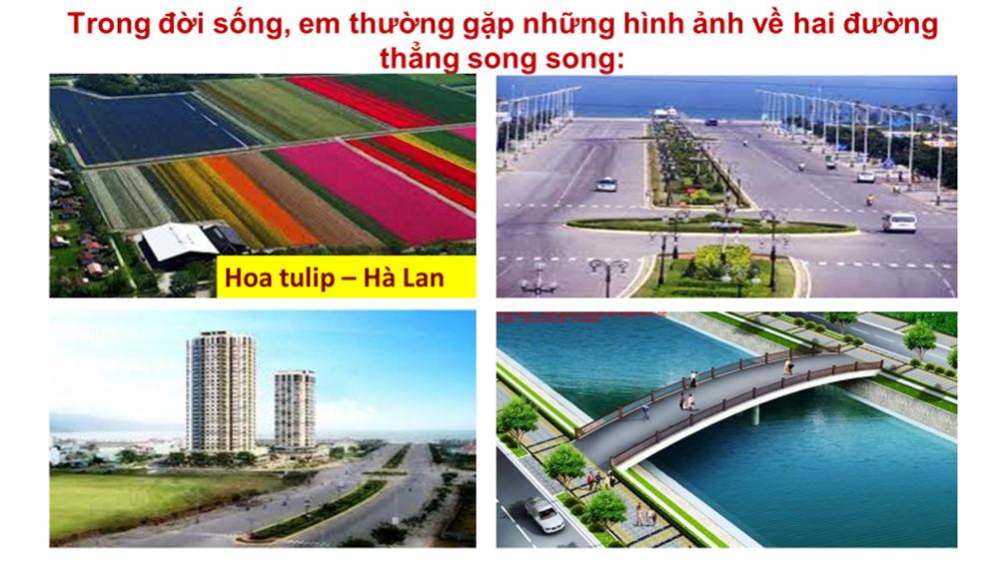 Trong đời sống, em thường gặp những hình ảnh về hai đường
thẳng song song:
Hoa tulip – Hà Lan